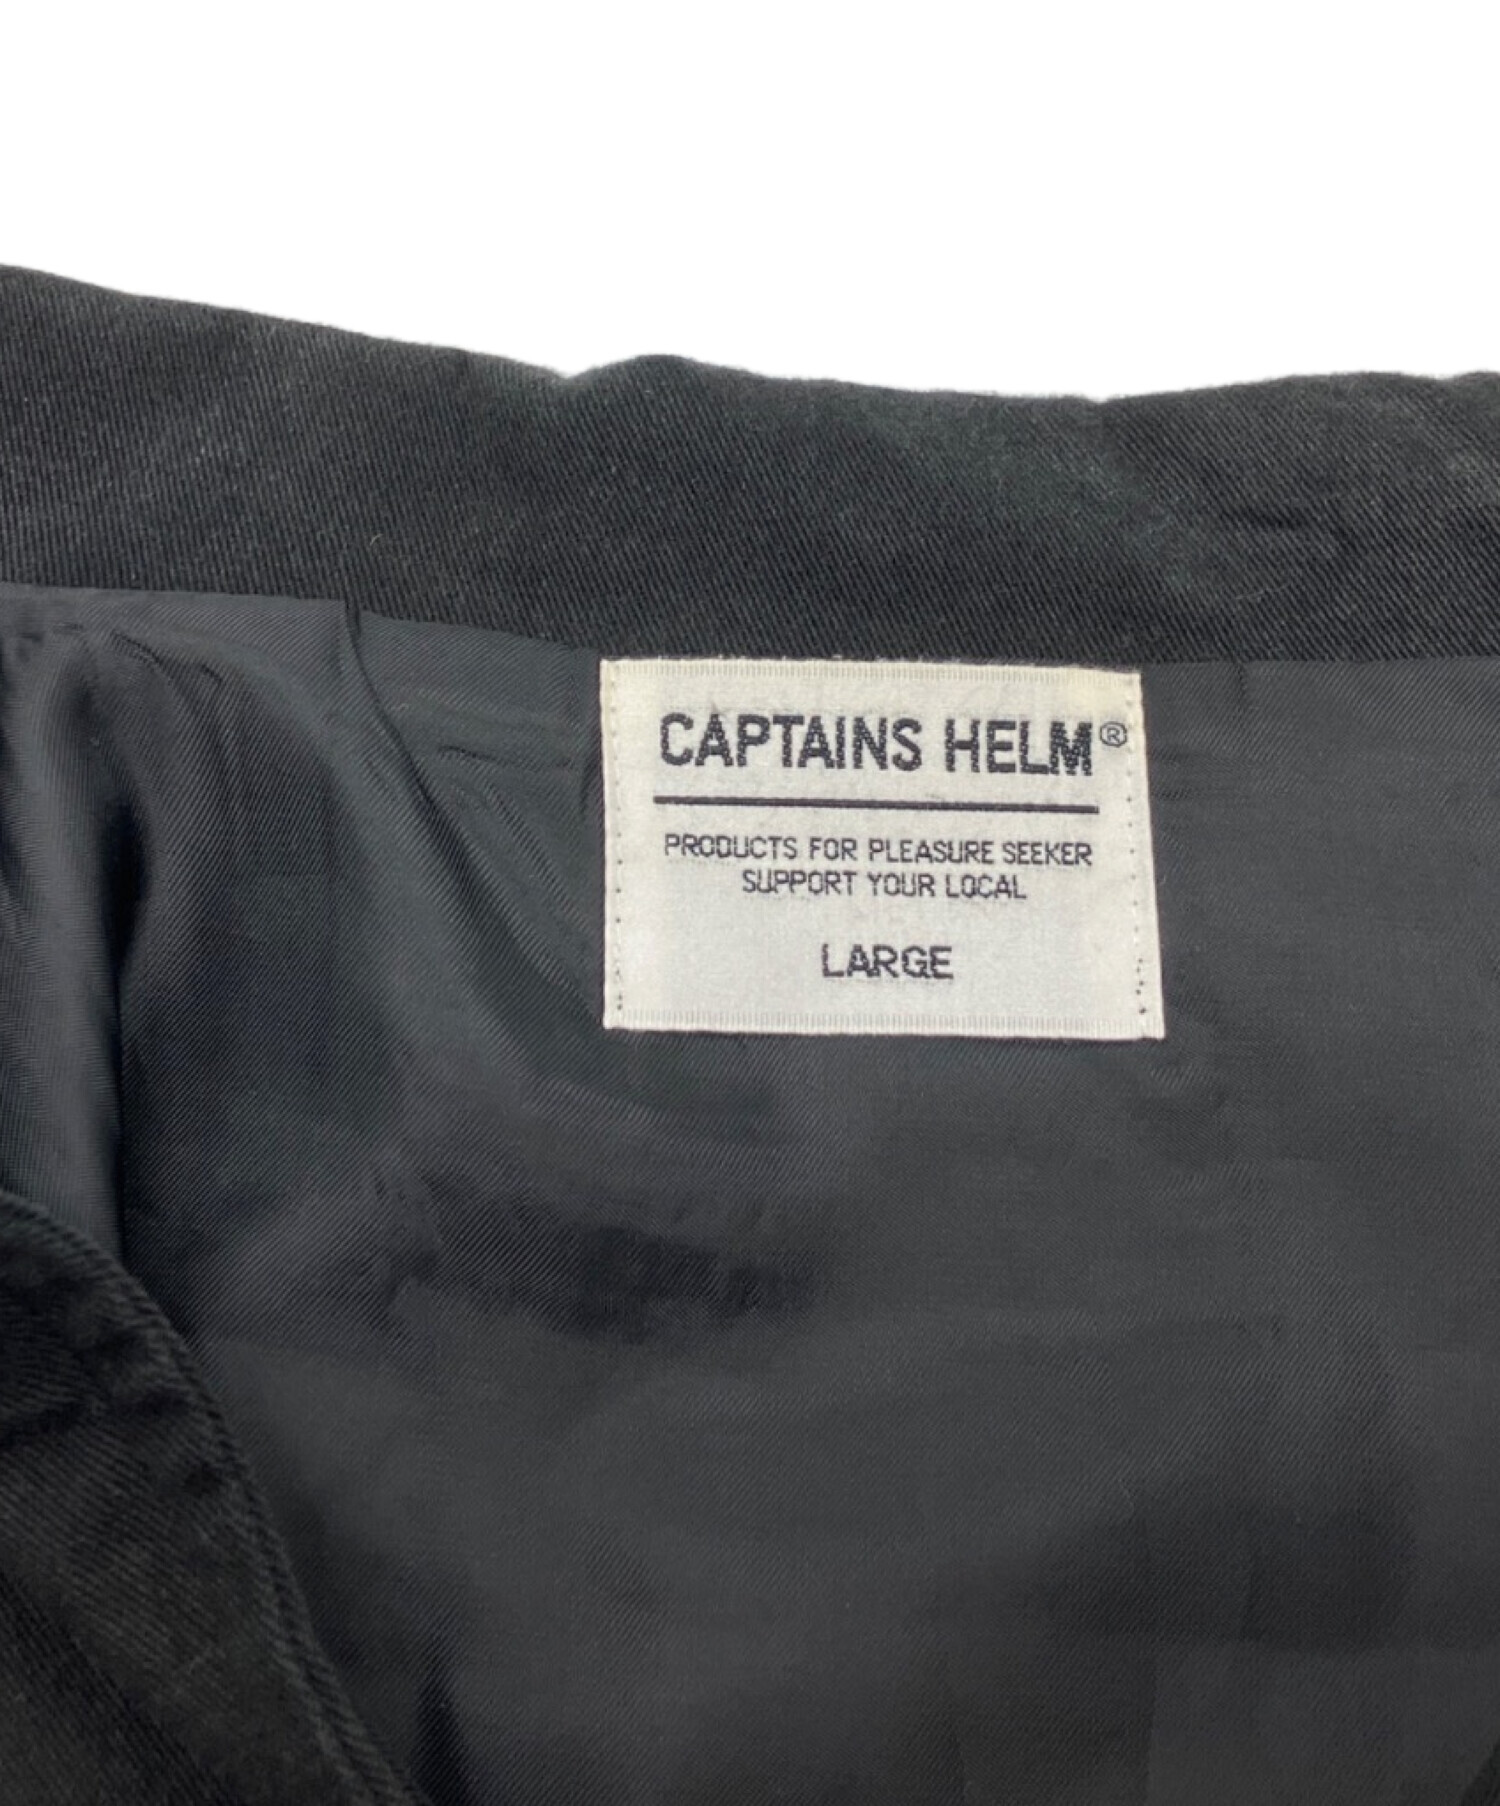 CAPTAINS HELM®
PRODUCTS FOR PLEASURE SEEKER
SUPPORT YOUR LOCAL
LARGE